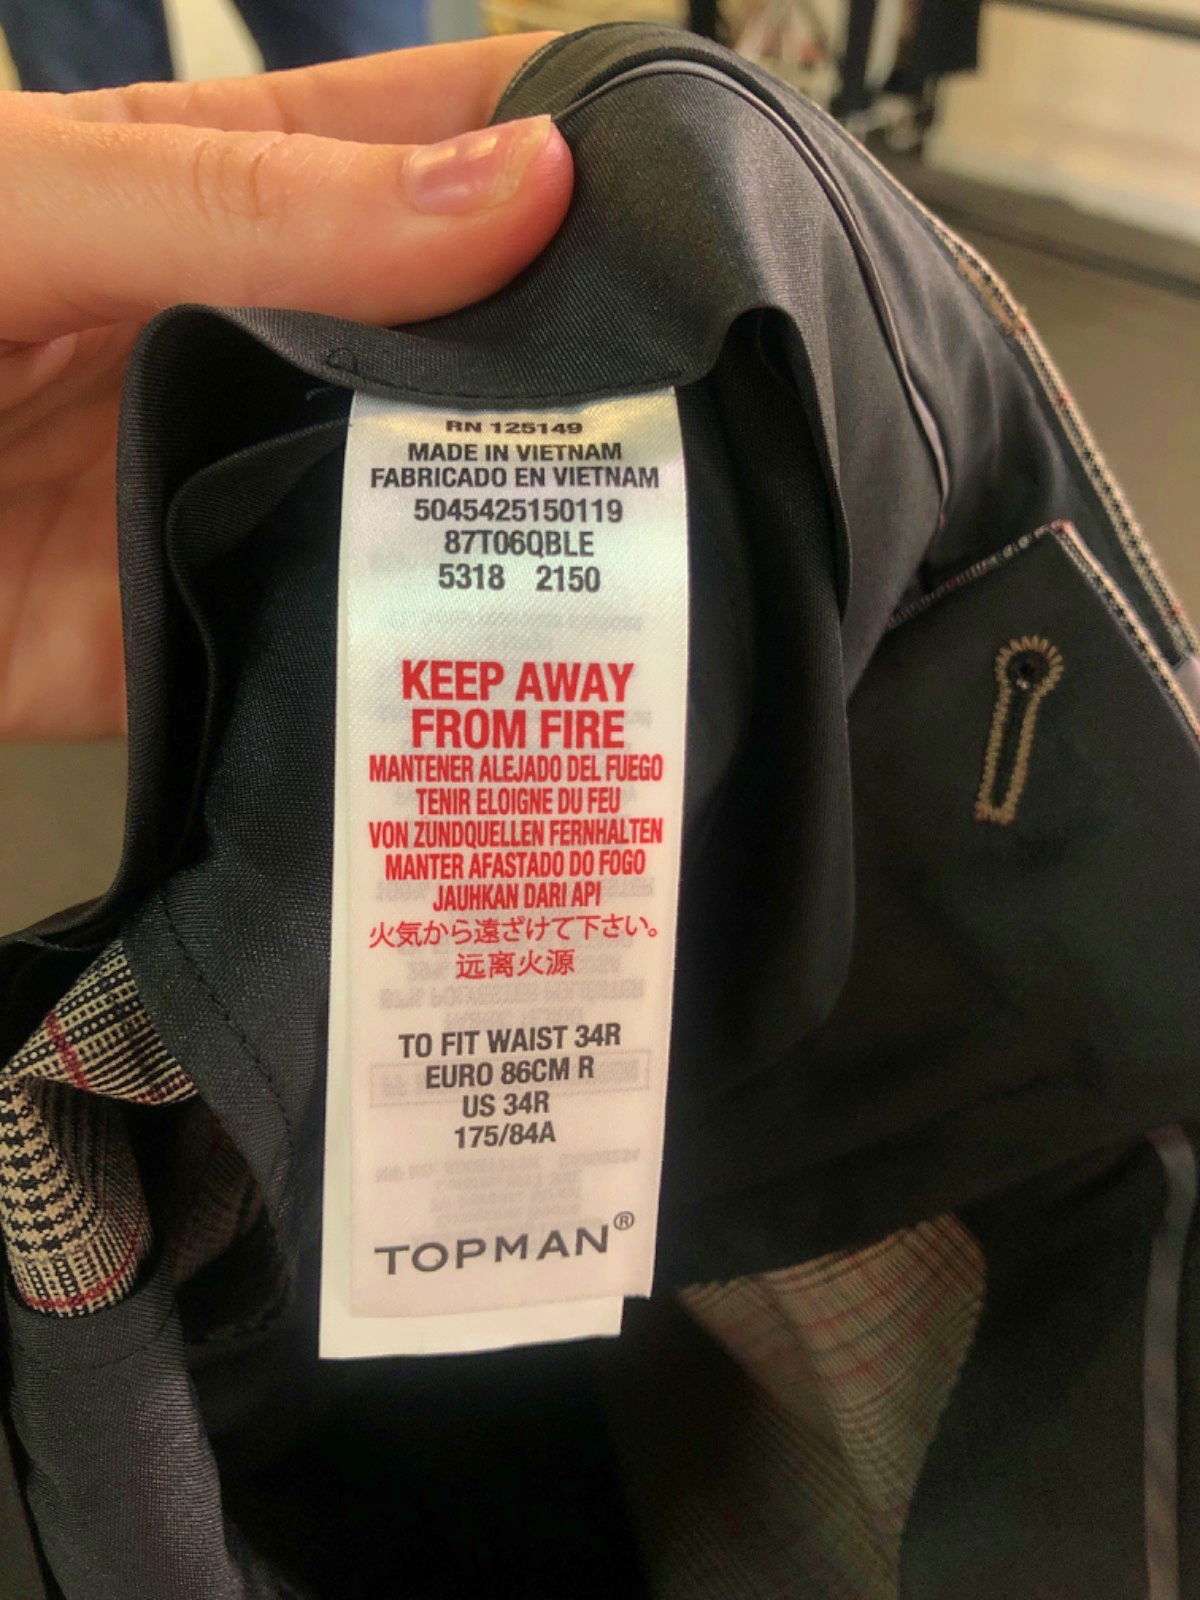 RN 125149
MADE IN VIETNAM
FABRICADO EN VIETNAM
5045425150119
87T06QBLE
5318 2150
KEEP AWAY
FROM FIRE
MANTENER ALEJADO DEL FUEGO
TENIR ELOIGNE DU FEU
VON ZUNDQUELLEN FERNHALTEN
MANTER AFASTADO DO FOGO
JAUHKAN DARI API
火気から遠ざけて下さい。
远离火源
TO FIT WAIST 34R
EURO 86CM R
US 34R
175/84A
TOPMAN®